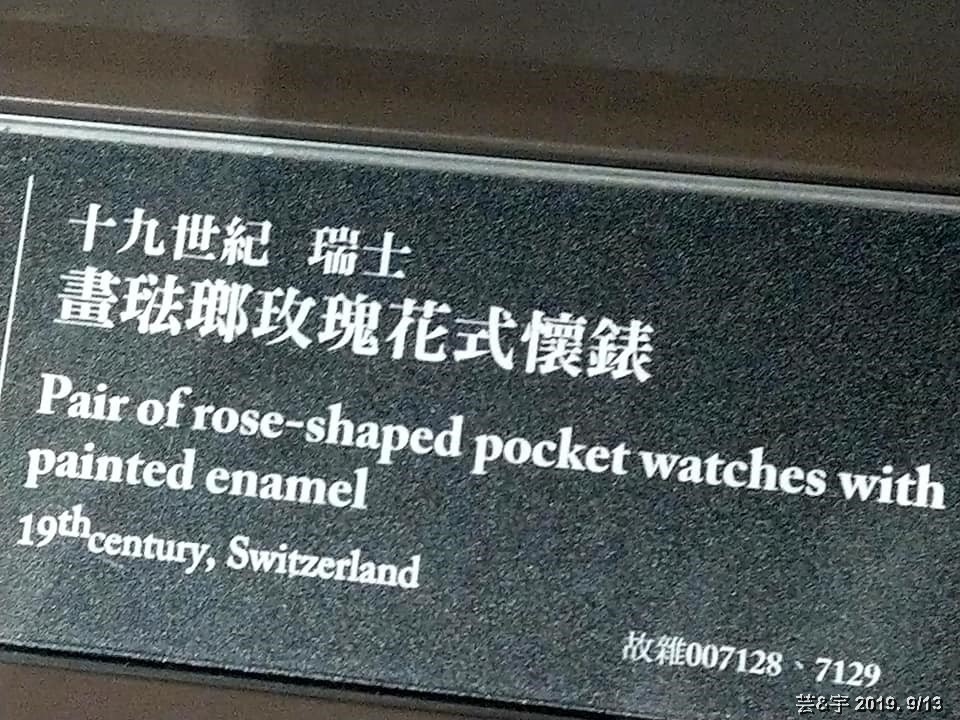 十九世紀 瑞士
畫琺瑯玫瑰花式懷錶
Pair of rose-shaped pocket watches with
painted enamel
19th century, Switzerland
故雜007128、7129
芸&宇 2019. 9/13